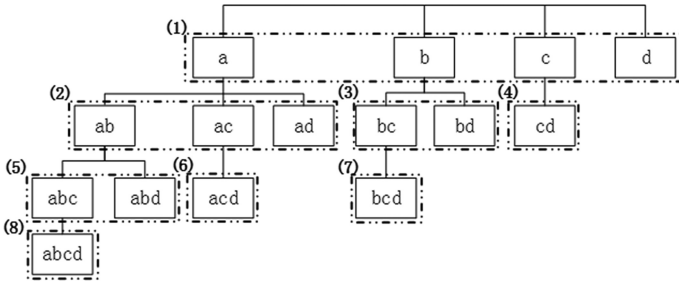 (1)
a b c d
(2) (3) (4)
ab ac ad bc bd cd
(5) (6) (7)
abc abd acd bcd
(8)
abcd